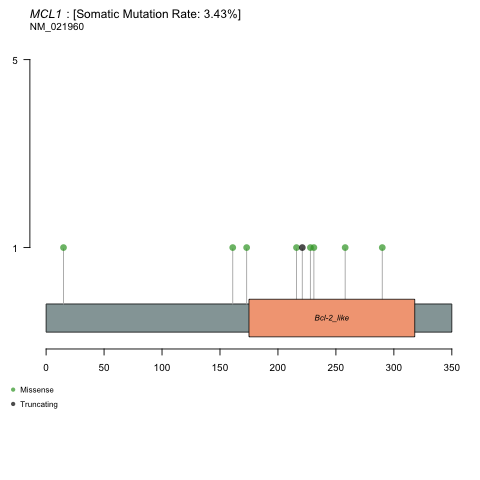 MCL1 : [Somatic Mutation Rate: 3.43%]
NM_021960
5
1
Bcl-2_like
0 50 100 150 200 250 300 350
Missense
Truncating